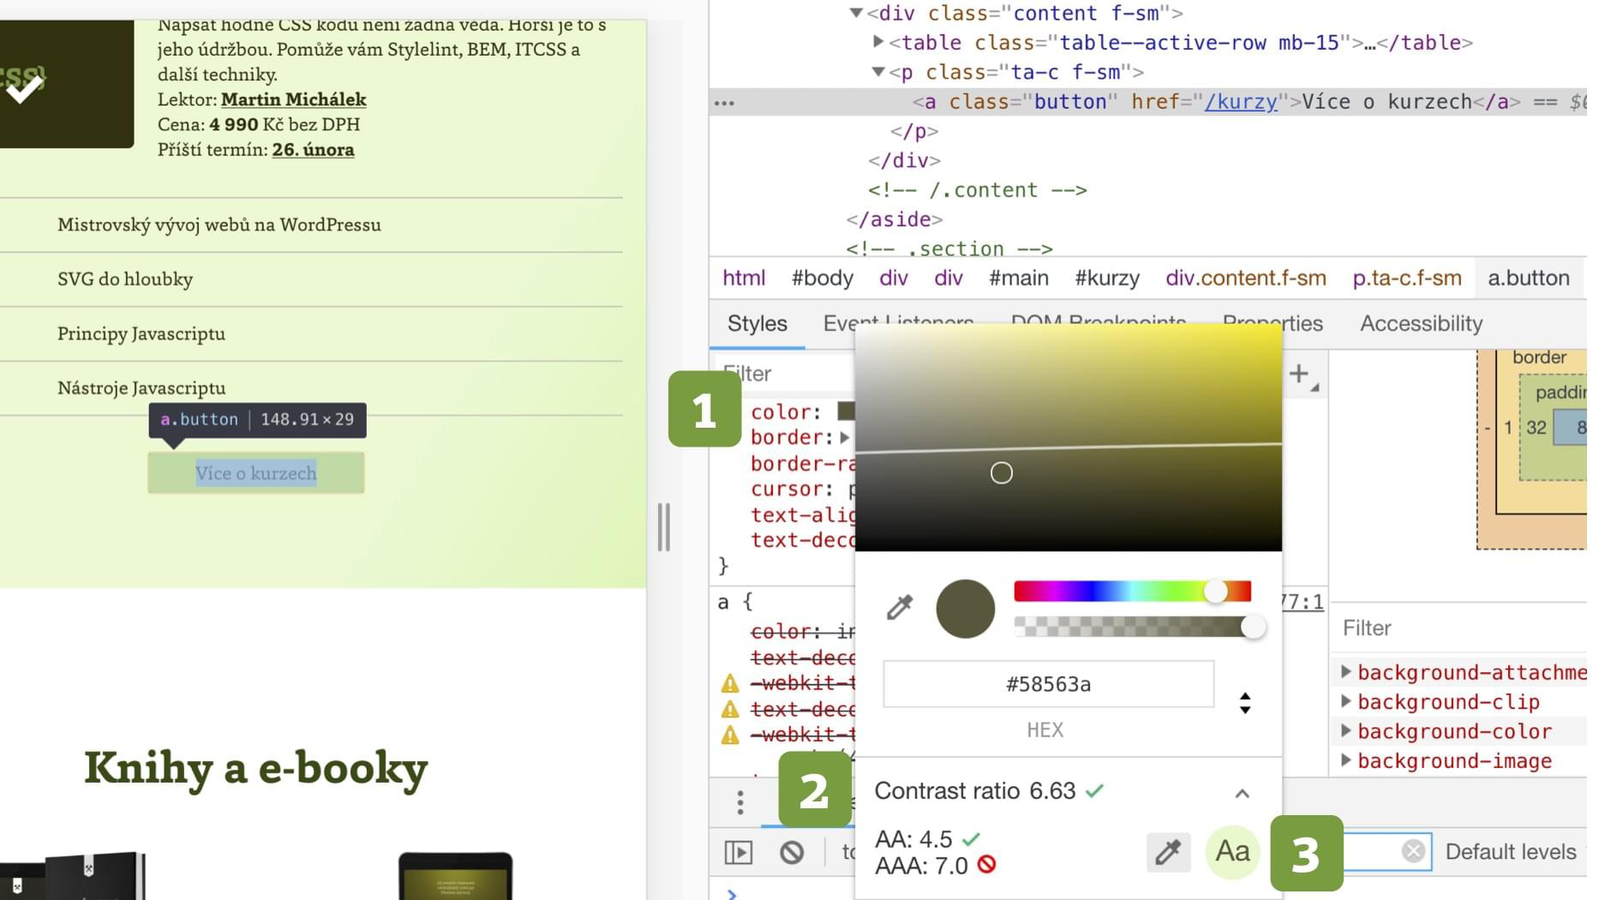 Napsat hodně CSS kódu není žádná věda. Horší je to s
jeho údržbou. Pomůže vám Stylelint, BEM, ITCSS a
další techniky.
Lektor: Martin Michálek
Cena: 4 990 Kč bez DPH
Příští termín: 26. února
Mistrovský vývoj webů na WordPressu
SVG do hloubky
Principy Javascriptu
Nástroje Javascriptu
a.button 148.91 × 29
Více o kurzech
Knihy a e-booky
▼<div class="content f-sm">
▶<table class="table--active-row mb-15">…</table>
▼<p class="ta-c f-sm">
<a class="button" href="/kurzy">Více o kurzech</a> ==
</p>
</div>
<!-- /.content -->
</aside>
<!-- .section -->
html #body div div #main #kurzy div.content.f-sm p.ta-c.f-sm a.button
Styles Event Listeners DOM Breakpoints Properties Accessibility
Filter
1
color:
border:
border-ra
cursor: p
text-alig
text-deco
}
a {
77:1
color: in
text-deco
-webkit-t
text-deco
-webkit-t
#58563a
HEX
2
Contrast ratio 6.63
AA: 4.5
AAA: 7.0
Aa
3
Default levels
border
paddin
- 1 32 8
Filter
background-attachme
background-clip
background-color
background-image